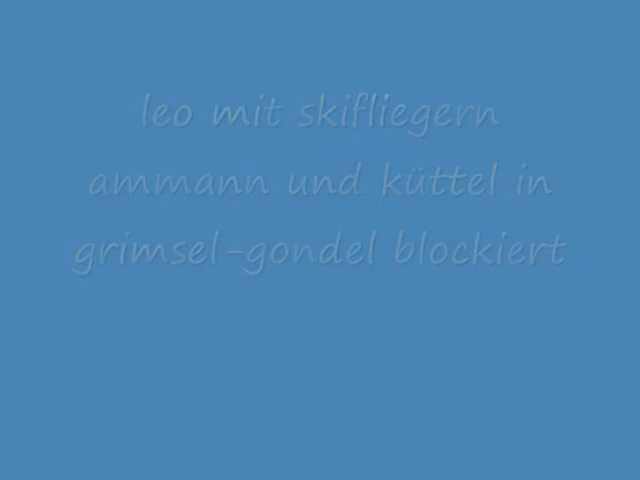 leo mit skifliegern
ammann und küttel in
grimsel-gondel blockiert